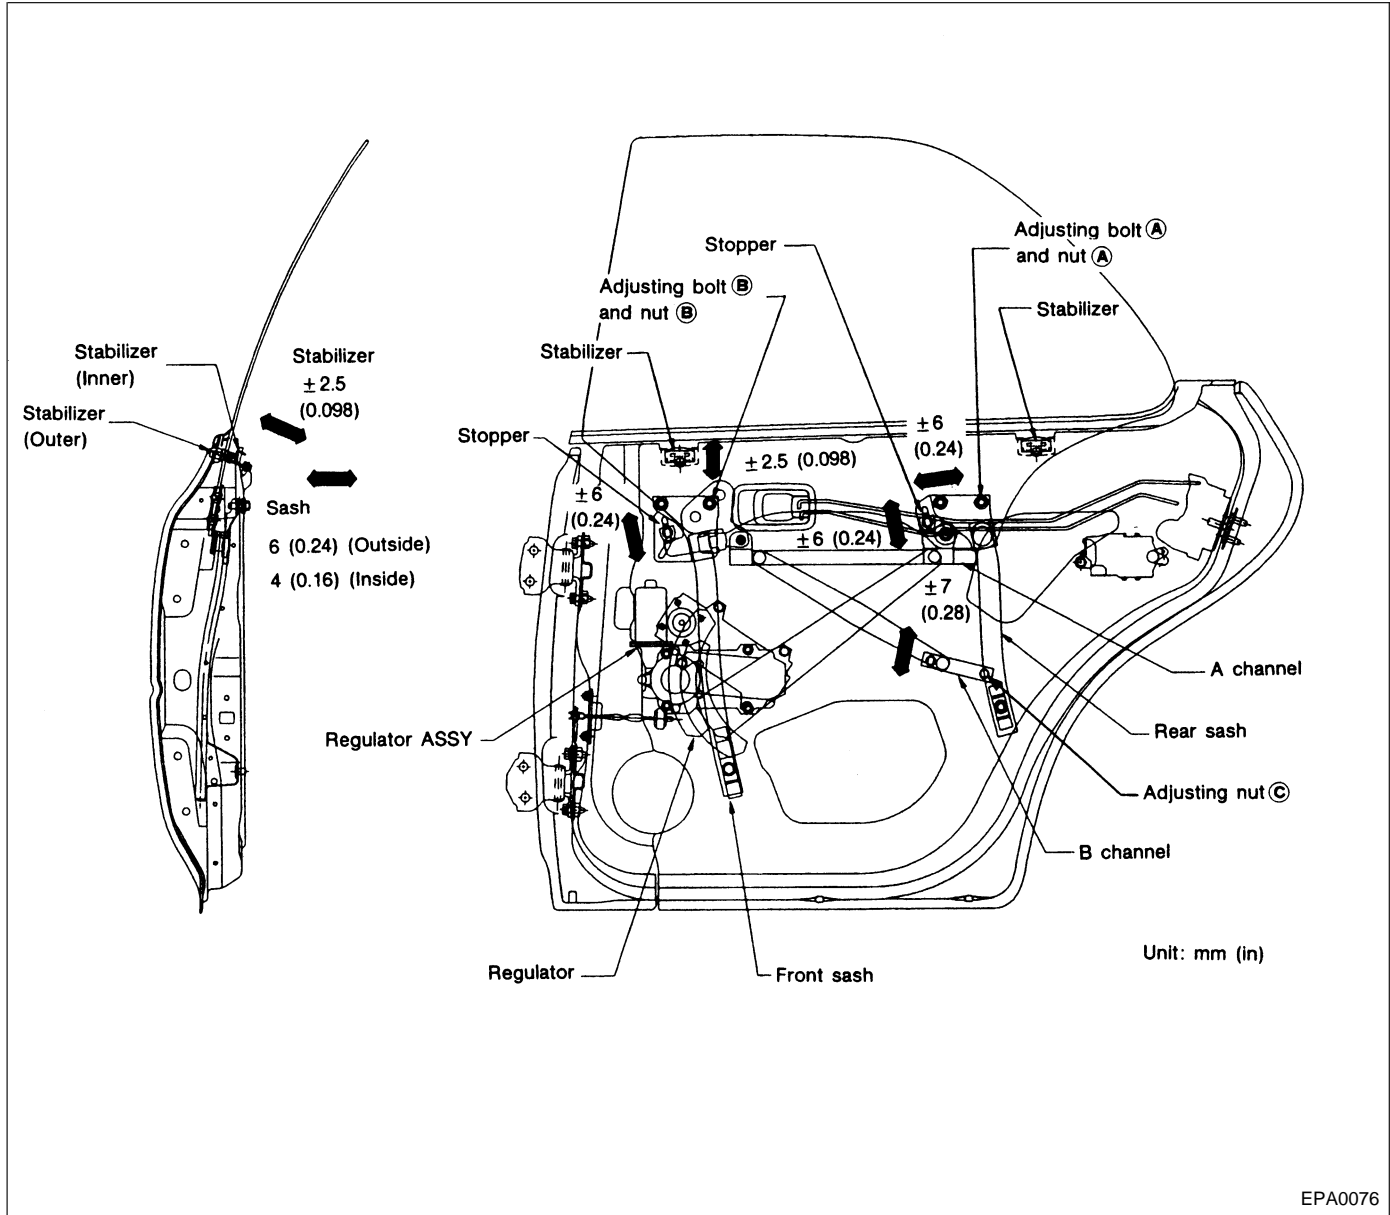 Adjusting bolt Ⓐ
and nut Ⓐ
Stopper
Adjusting bolt Ⓑ
and nut Ⓑ
Stabilizer
Stabilizer
Stabilizer
(Inner)
Stabilizer
±2.5
(0.098)
Stabilizer
(Outer)
Stopper
±6
(0.24)
±2.5 (0.098)
±6
(0.24)
Sash
6 (0.24) (Outside)
4 (0.16) (Inside)
±6 (0.24)
±7
(0.28)
A channel
Regulator ASSY
Rear sash
Adjusting nut Ⓒ
B channel
Unit: mm (in)
Regulator
Front sash
EPA0076